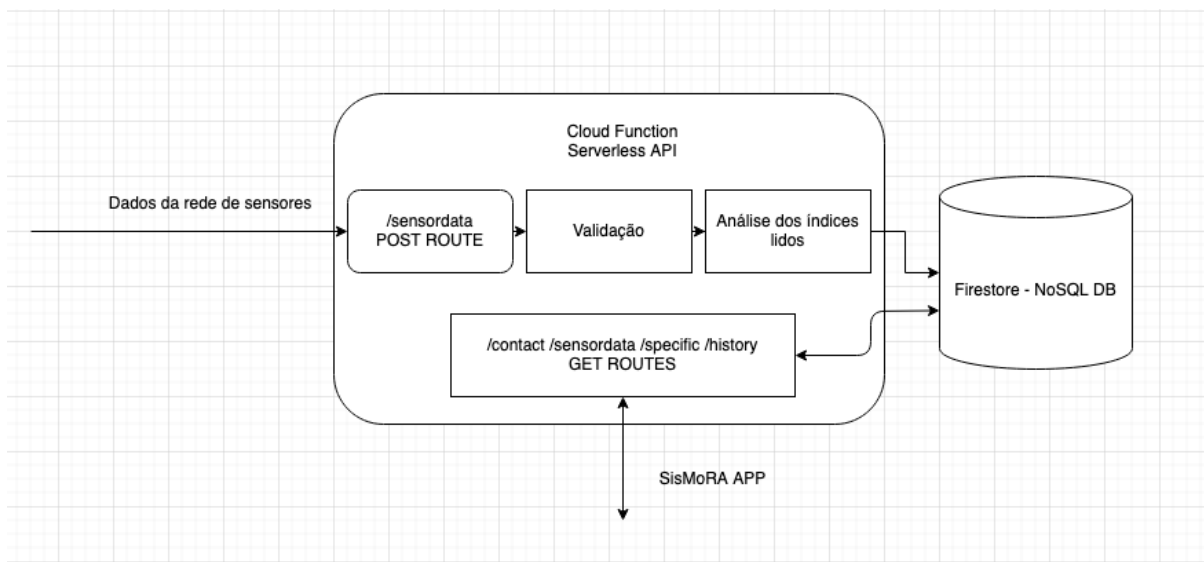 Cloud Function
Serverless API
Dados da rede de sensores
/sensordata
POST ROUTE
Validação
Análise dos índices
lidos
Firestore - NoSQL DB
/contact /sensordata /specific /history
GET ROUTES
SisMoRA APP